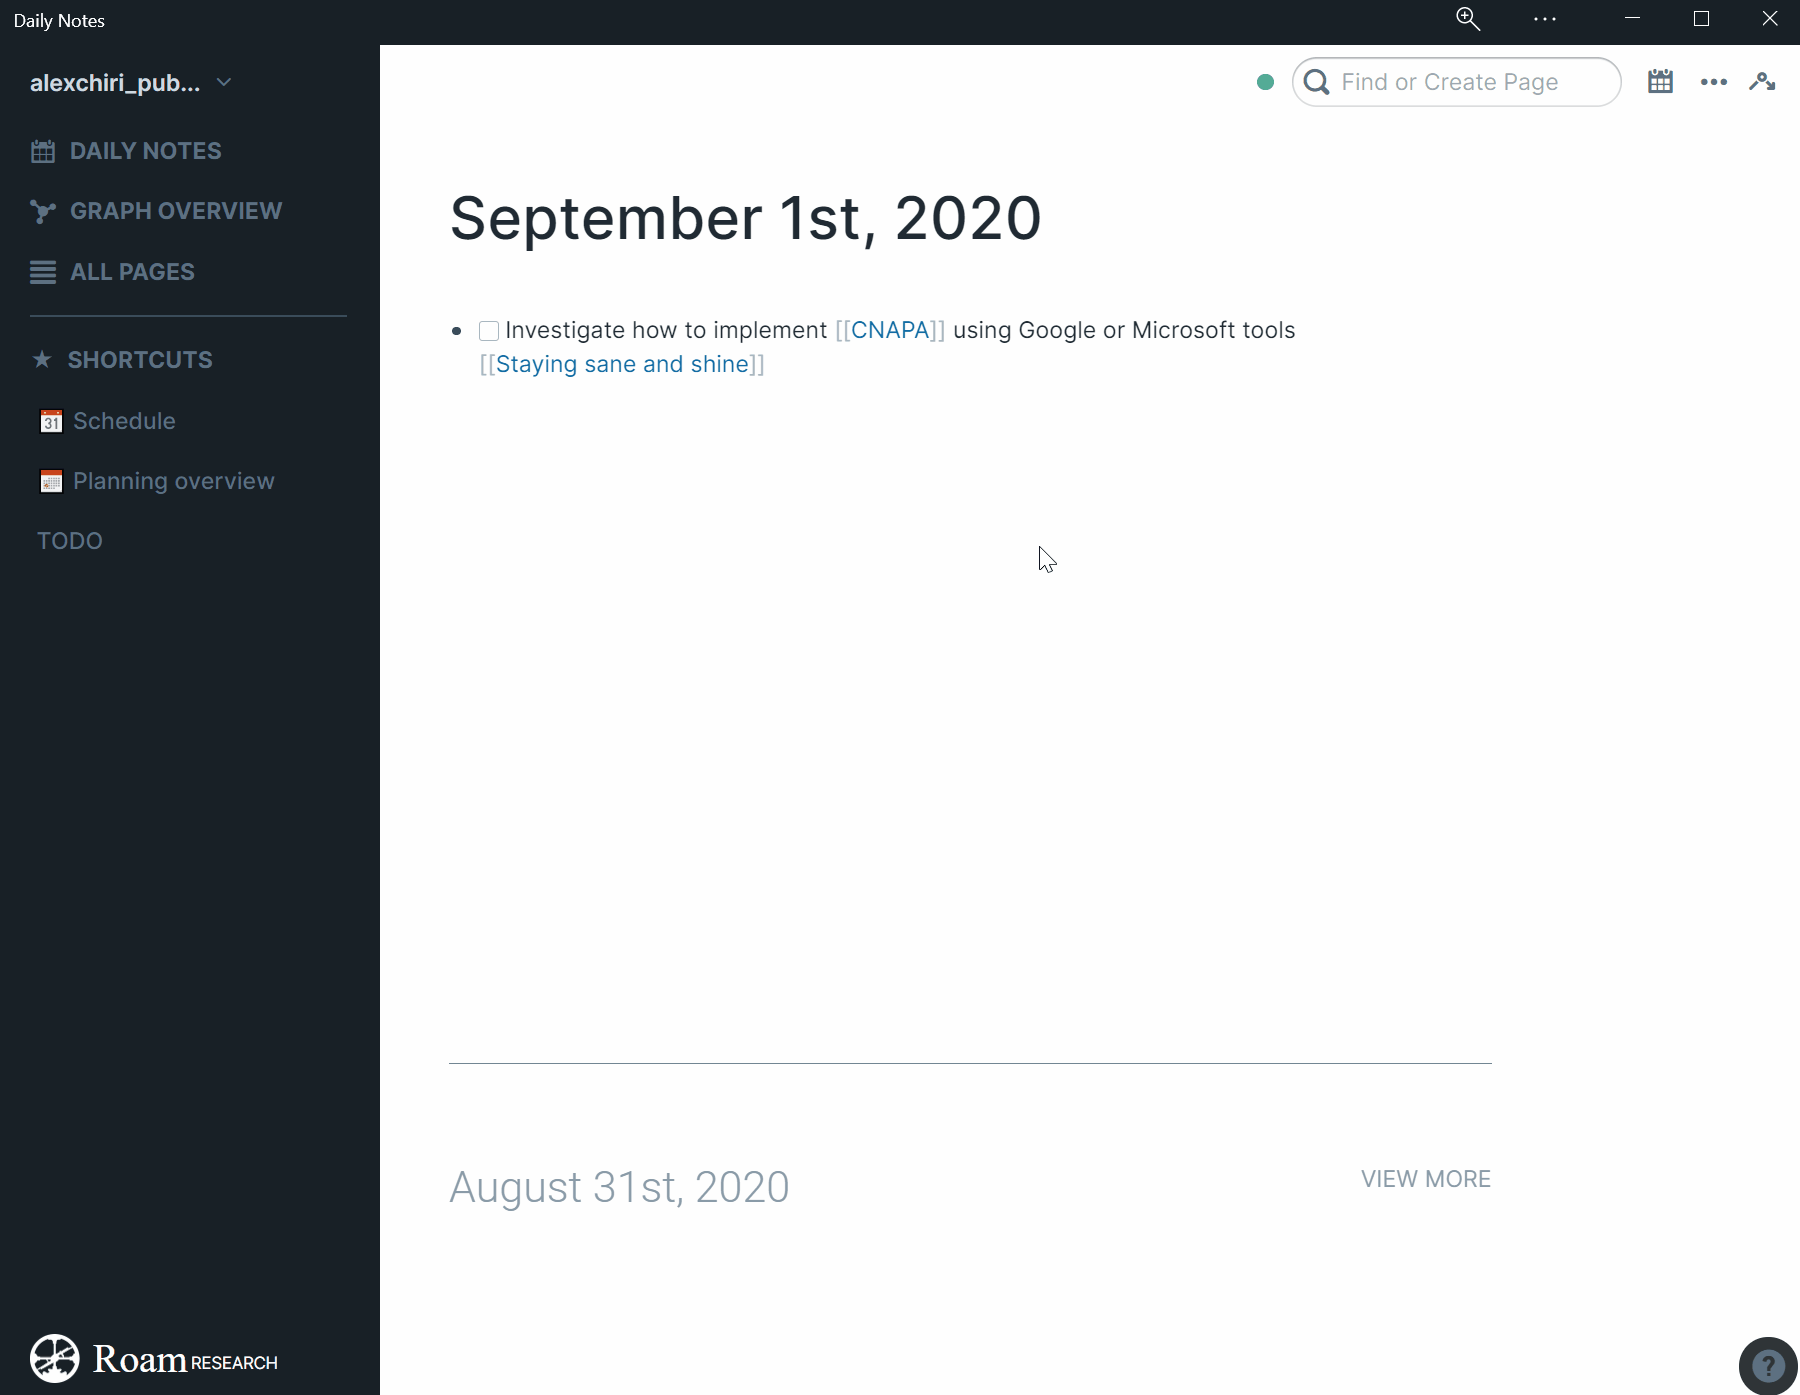 Daily Notes
alexchiri_pub...
Find or Create Page
DAILY NOTES
GRAPH OVERVIEW
ALL PAGES
SHORTCUTS
31 Schedule
Planning overview
TODO
September 1st, 2020
Investigate how to implement [[CNAPA]] using Google or Microsoft tools
[[Staying sane and shine]]
August 31st, 2020
VIEW MORE
Roam RESEARCH
?